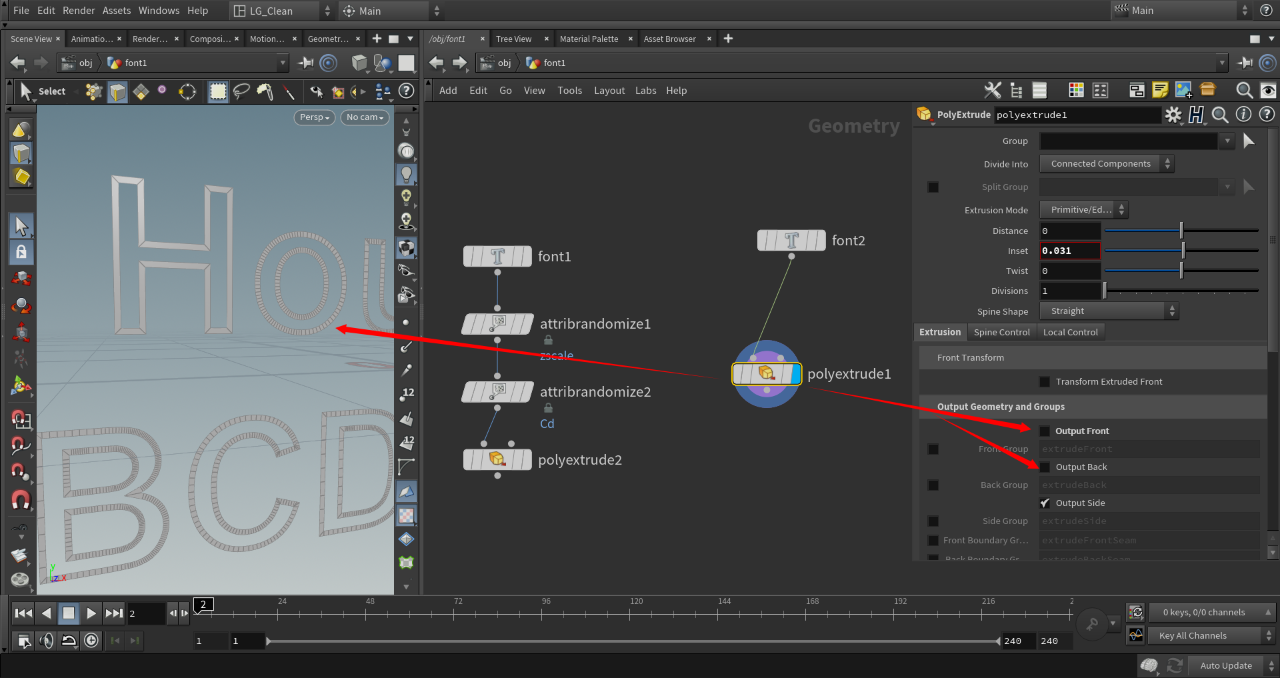 File Edit Render Assets Windows Help LG_Clean Main Main
Scene View Animatio... Render... Composi... Motion... Geometr... /obj/font1 Tree View Material Palette Asset Browser
obj font1 obj font1
Select Add Edit Go View Tools Layout Labs Help
Persp No cam
Geometry
PolyExtrude polyextrude1
Group
Divide Into Connected Components
Split Group
Extrusion Mode Primitive/Ed...
Distance 0
Inset 0.031
Twist 0
Divisions 1
Spine Shape Straight
Extrusion Spine Control Local Control
Front Transform
Transform Extruded Front
Output Geometry and Groups
Output Front
Front Group extrudeFront
Output Back
Back Group extrudeBack
Output Side
Side Group extrudeSide
Front Boundary Gr... extrudeFrontSeam
Back Boundary Gr... extrudeBackSeam
font1
attribrandomize1
zscale
attribrandomize2
Cd
polyextrude2
font2
polyextrude1
Hou
BCD
12
12
y
z x
2 2 24 48 72 96 120 144 168 192 216 2
0 keys, 0/0 channels
1 1 240 240 Key All Channels
Auto Update